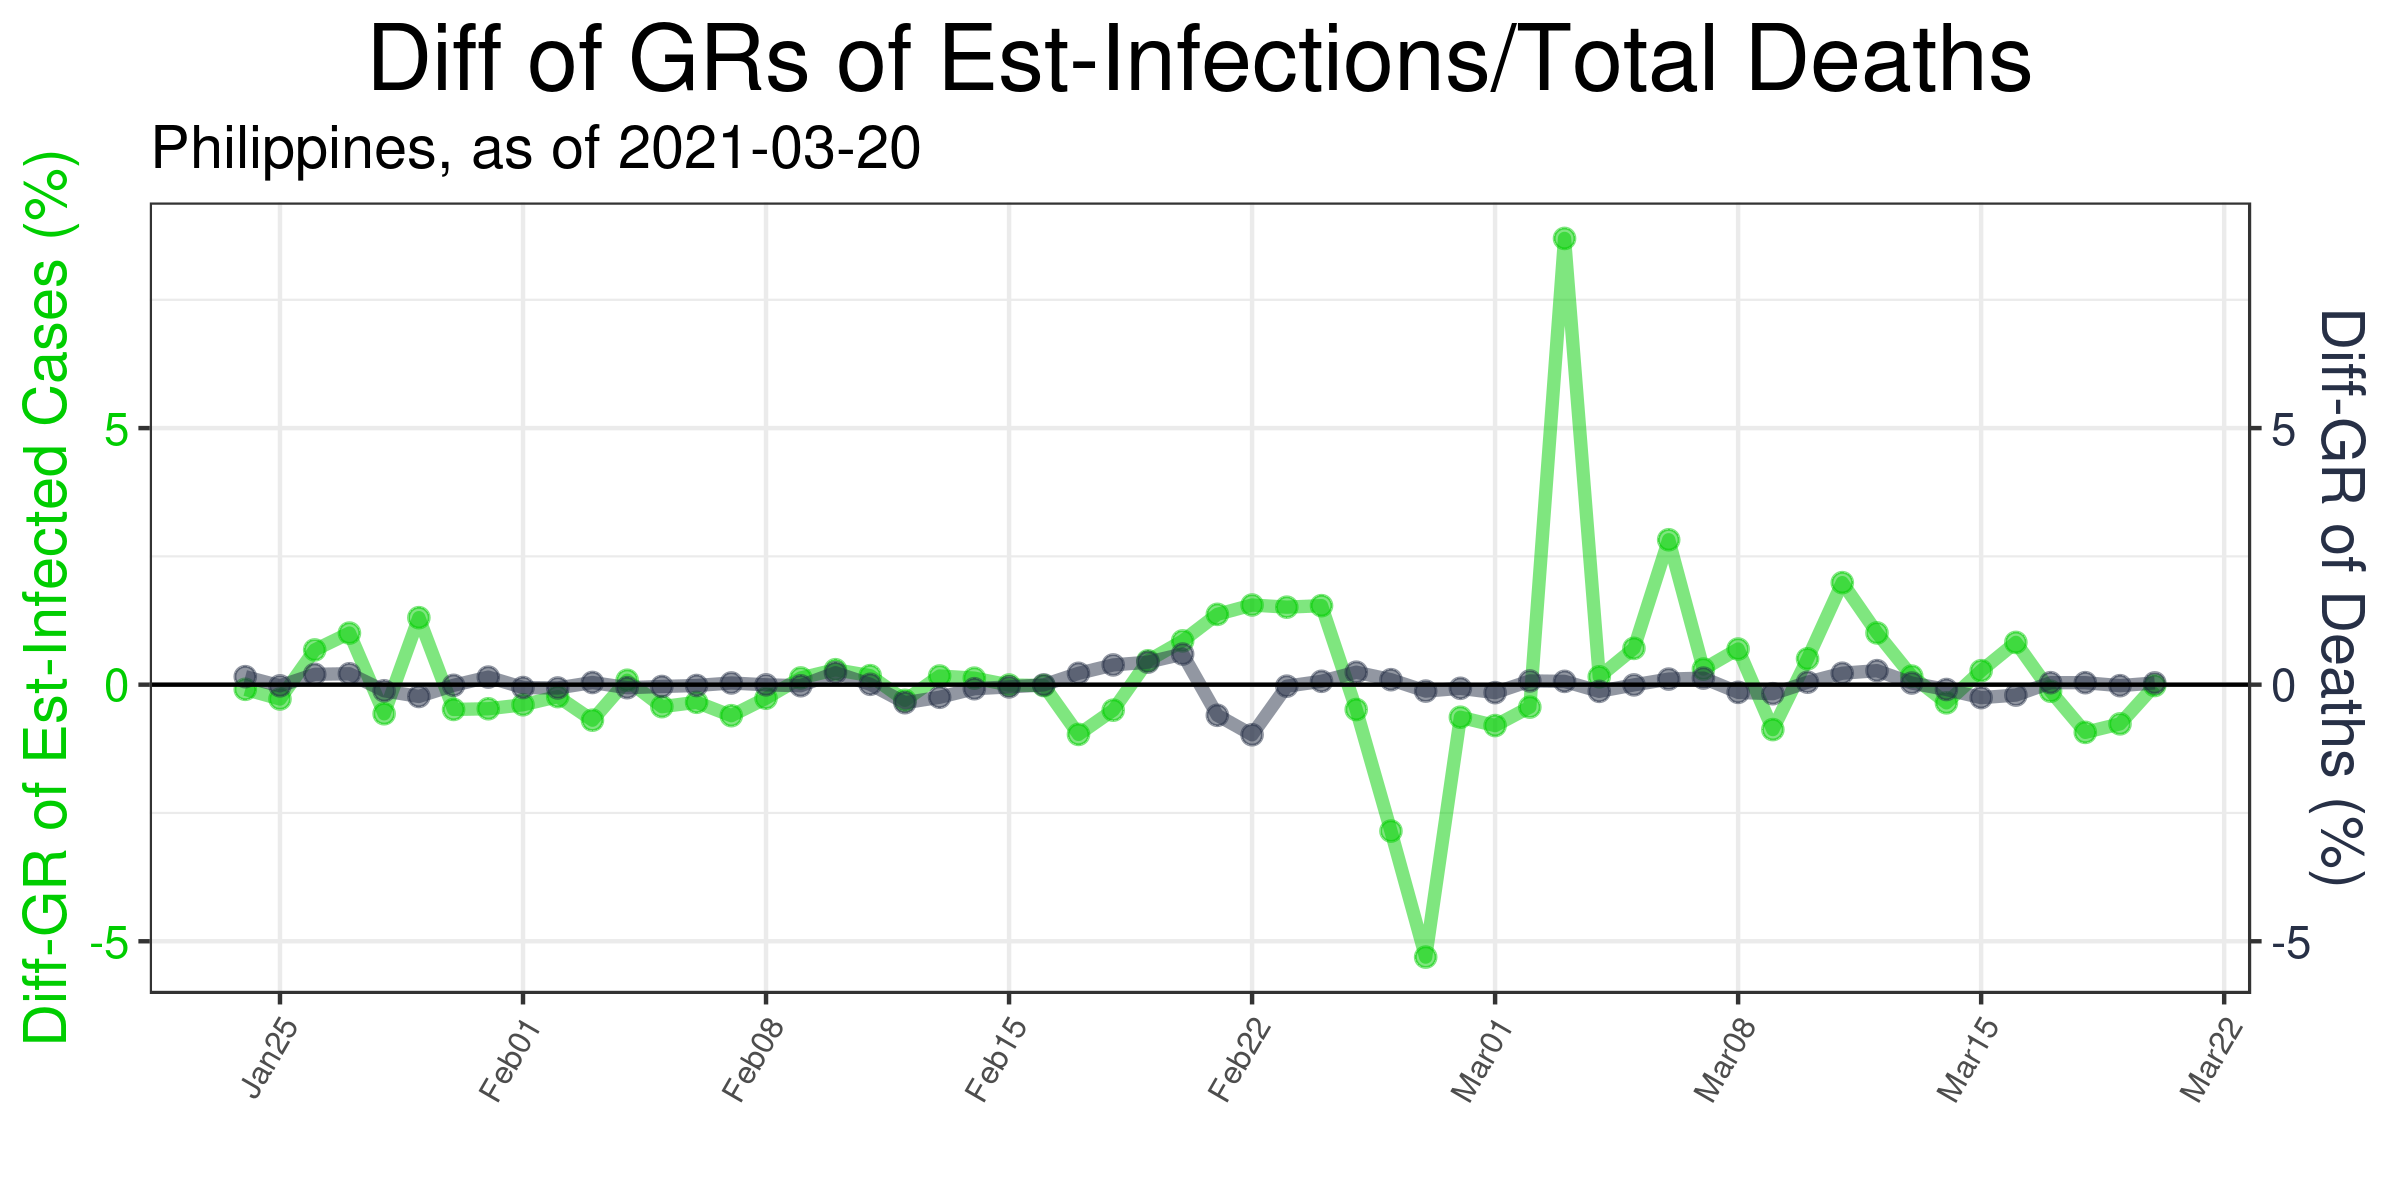 Diff of GRs of Est-Infections/Total Deaths
Philippines, as of 2021-03-20
Diff-GR of Est-Infected Cases (%)
5
0
-5
5
0
-5
Diff-GR of Deaths (%)
Jan25
Feb01
Feb08
Feb15
Feb22
Mar01
Mar08
Mar15
Mar22